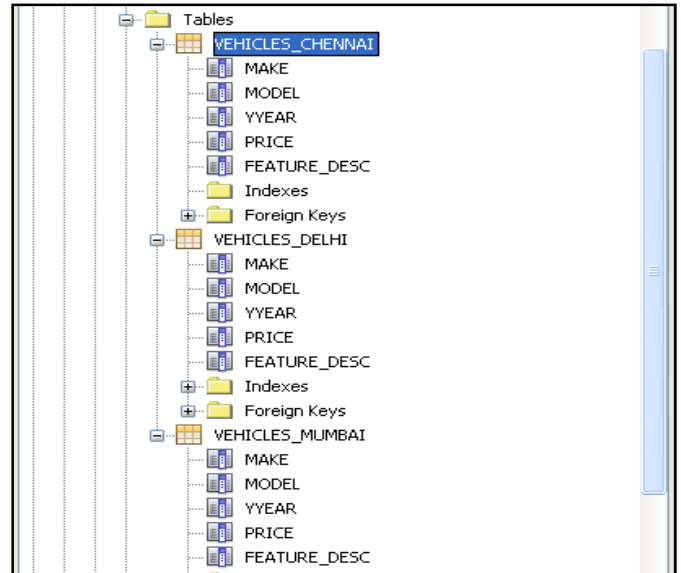 Tables
VEHICLES_CHENNAI
MAKE
MODEL
YYEAR
PRICE
FEATURE_DESC
Indexes
Foreign Keys
VEHICLES_DELHI
MAKE
MODEL
YYEAR
PRICE
FEATURE_DESC
Indexes
Foreign Keys
VEHICLES_MUMBAI
MAKE
MODEL
YYEAR
PRICE
FEATURE_DESC